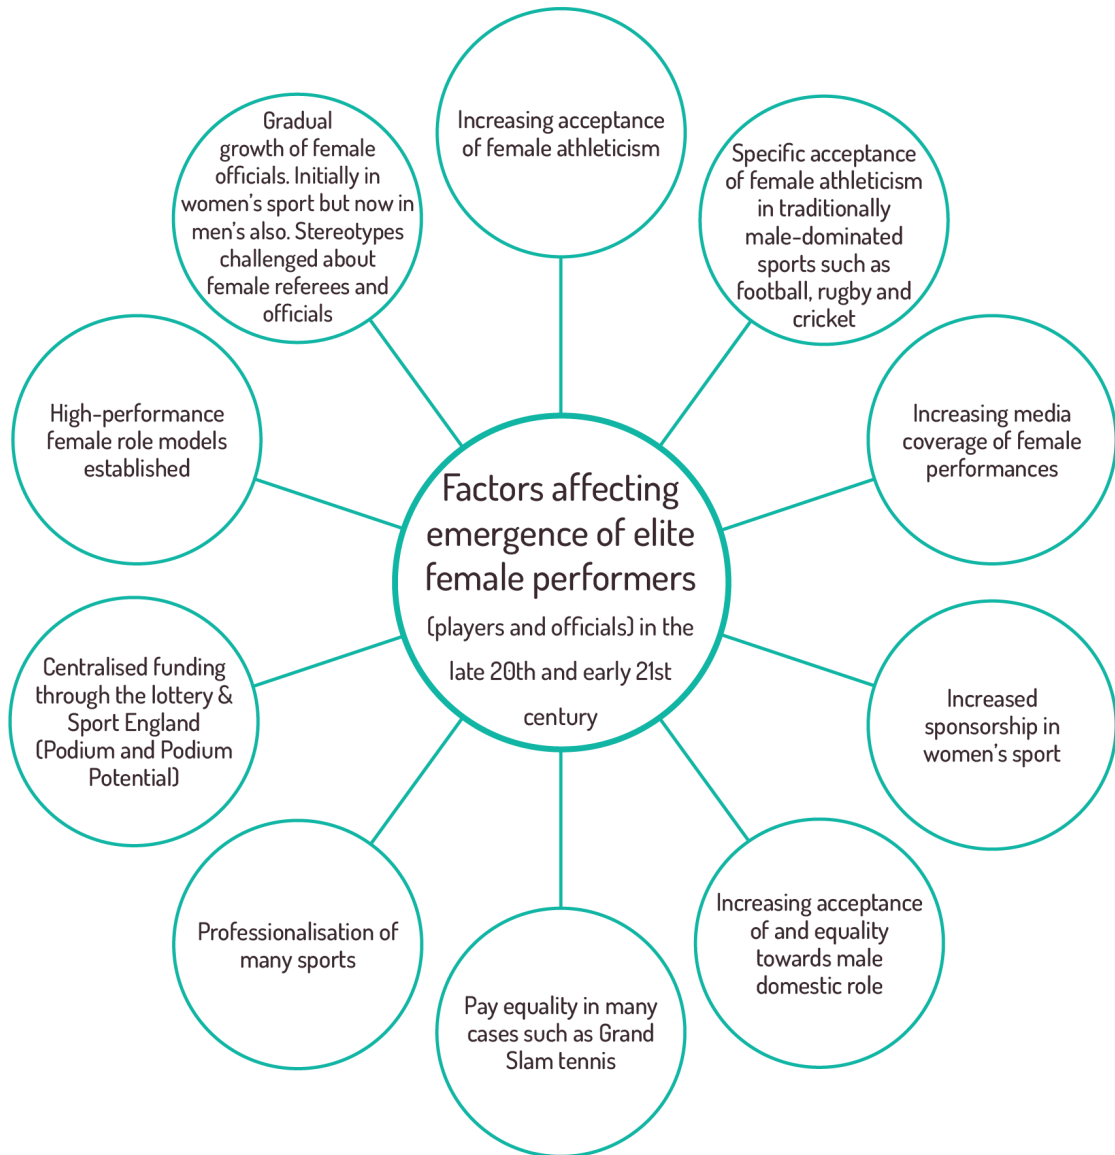 Factors affecting
emergence of elite
female performers
(players and officials) in the
late 20th and early 21st
century
Increasing acceptance
of female athleticism
Specific acceptance
of female athleticism
in traditionally
male-dominated
sports such as
football, rugby and
cricket
Increasing media
coverage of female
performances
Increased
sponsorship in
women’s sport
Increasing acceptance
of and equality
towards male
domestic role
Pay equality in many
cases such as Grand
Slam tennis
Professionalisation of
many sports
Centralised funding
through the lottery &
Sport England
(Podium and Podium
Potential)
High-performance
female role models
established
Gradual
growth of female
officials. Initially in
women’s sport but now in
men’s also. Stereotypes
challenged about
female referees and
officials